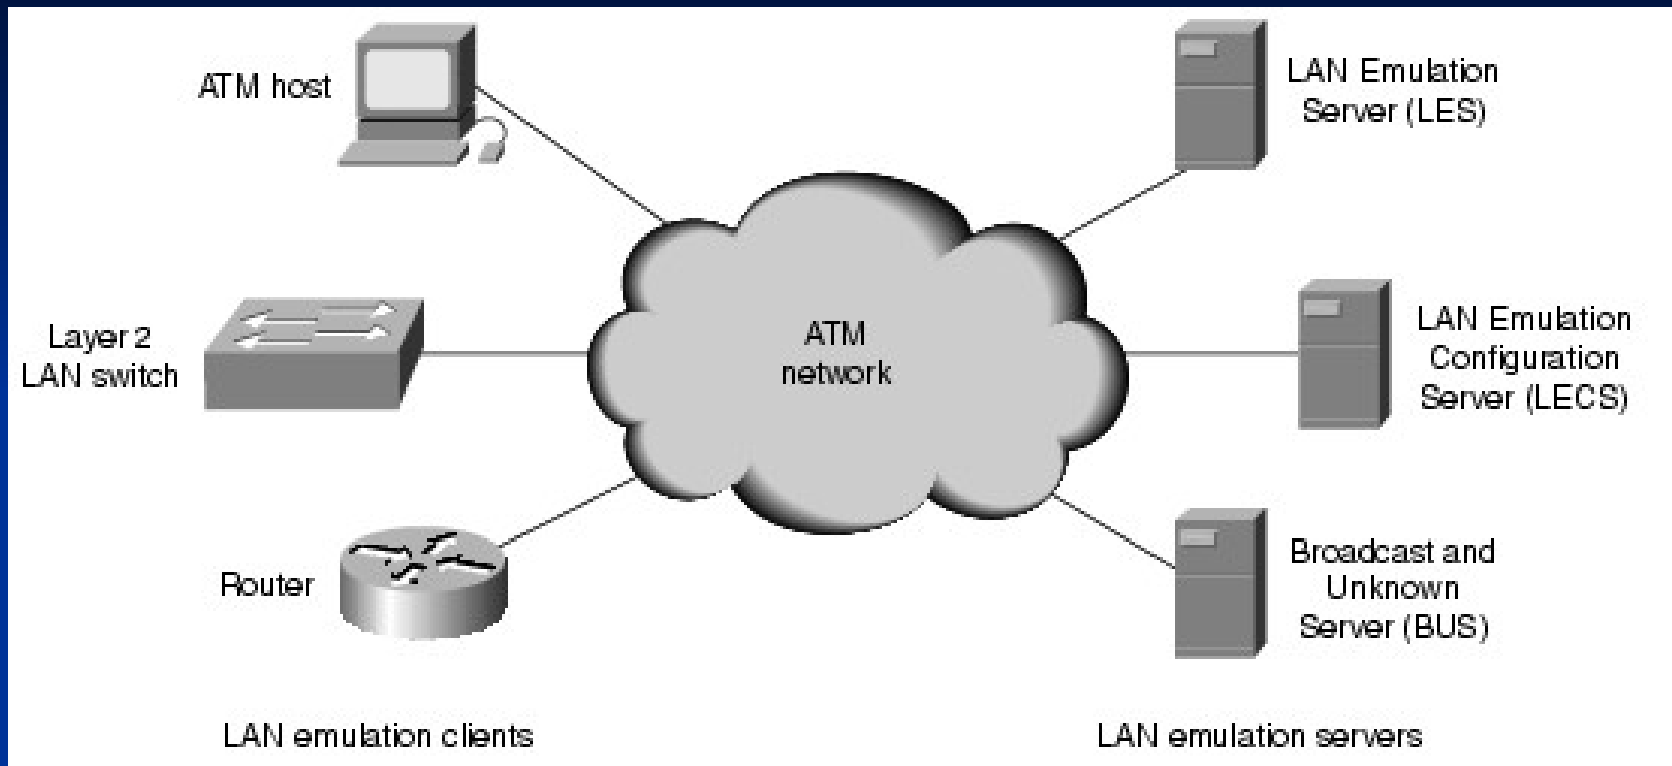 ATM host
LAN Emulation
Server (LES)
Layer 2
LAN switch
ATM
network
LAN Emulation
Configuration
Server (LECS)
Router
Broadcast and
Unknown
Server (BUS)
LAN emulation clients
LAN emulation servers